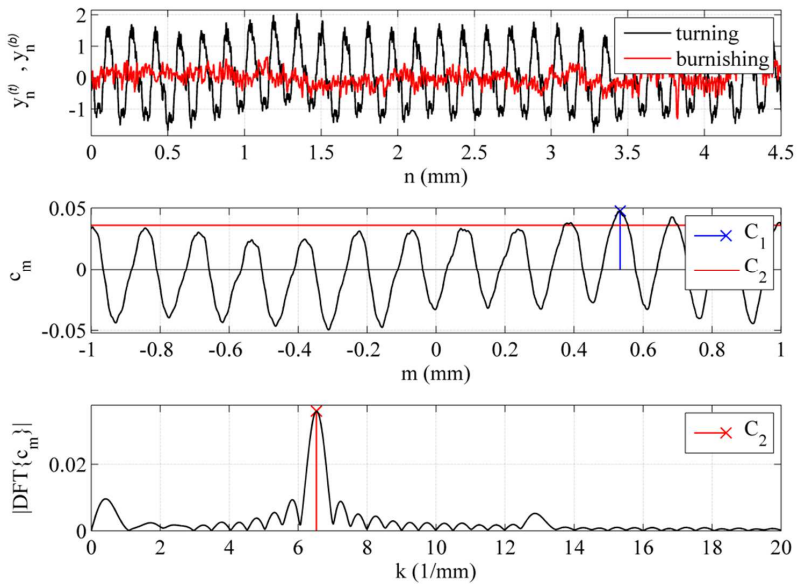 y_n^(t) , y_n^(b)
2
1
0
-1
turning
burnishing
0 0.5 1 1.5 2 2.5 3 3.5 4 4.5
n (mm)
c_m
0.05
0
-0.05
C_1
C_2
-1 -0.8 -0.6 -0.4 -0.2 0 0.2 0.4 0.6 0.8 1
m (mm)
|DFT{c_m}|
0.02
0
C_2
0 2 4 6 8 10 12 14 16 18 20
k (1/mm)